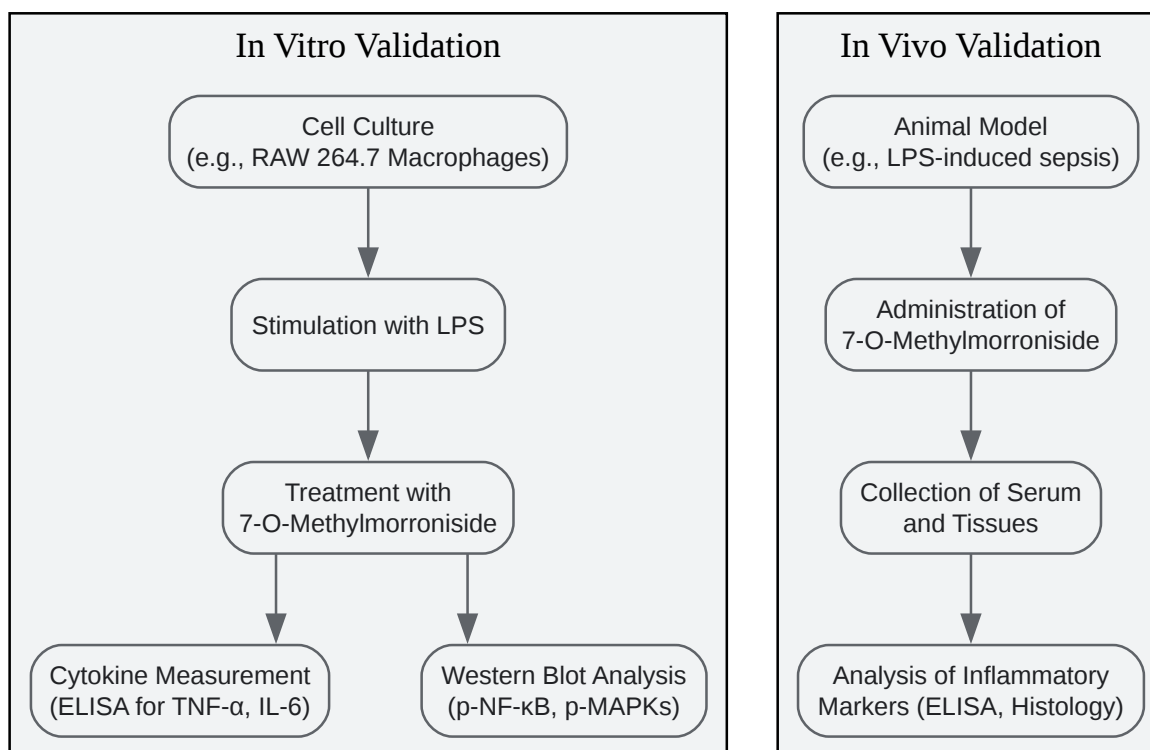 In Vitro Validation
Cell Culture
(e.g., RAW 264.7 Macrophages)
Stimulation with LPS
Treatment with
7-O-Methylmorroniside
Cytokine Measurement
(ELISA for TNF-α, IL-6)
Western Blot Analysis
(p-NF-κB, p-MAPKs)
In Vivo Validation
Animal Model
(e.g., LPS-induced sepsis)
Administration of
7-O-Methylmorroniside
Collection of Serum
and Tissues
Analysis of Inflammatory
Markers (ELISA, Histology)